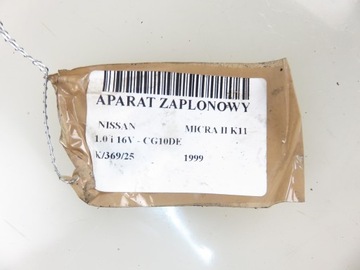 APARAT ZAPLONOWY
NISSAN MICRA II K11
1.0 i 16V - CG10DE
K/369/25 1999